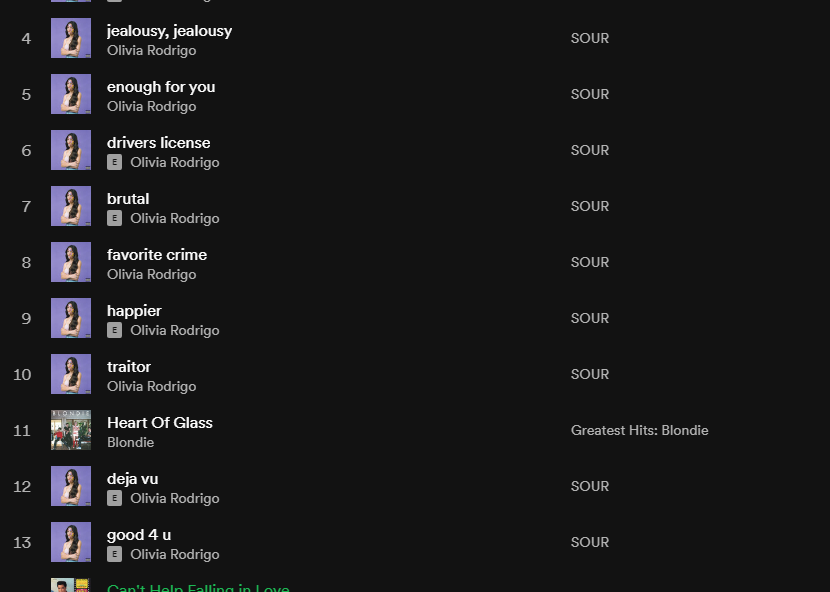 4
jealousy, jealousy
Olivia Rodrigo
SOUR
5
enough for you
Olivia Rodrigo
SOUR
6
drivers license
E Olivia Rodrigo
SOUR
7
brutal
E Olivia Rodrigo
SOUR
8
favorite crime
Olivia Rodrigo
SOUR
9
happier
E Olivia Rodrigo
SOUR
10
traitor
Olivia Rodrigo
SOUR
11
BLONDIE
Heart Of Glass
Blondie
Greatest Hits: Blondie
12
deja vu
E Olivia Rodrigo
SOUR
13
good 4 u
E Olivia Rodrigo
SOUR
Can't Help Falling in Love